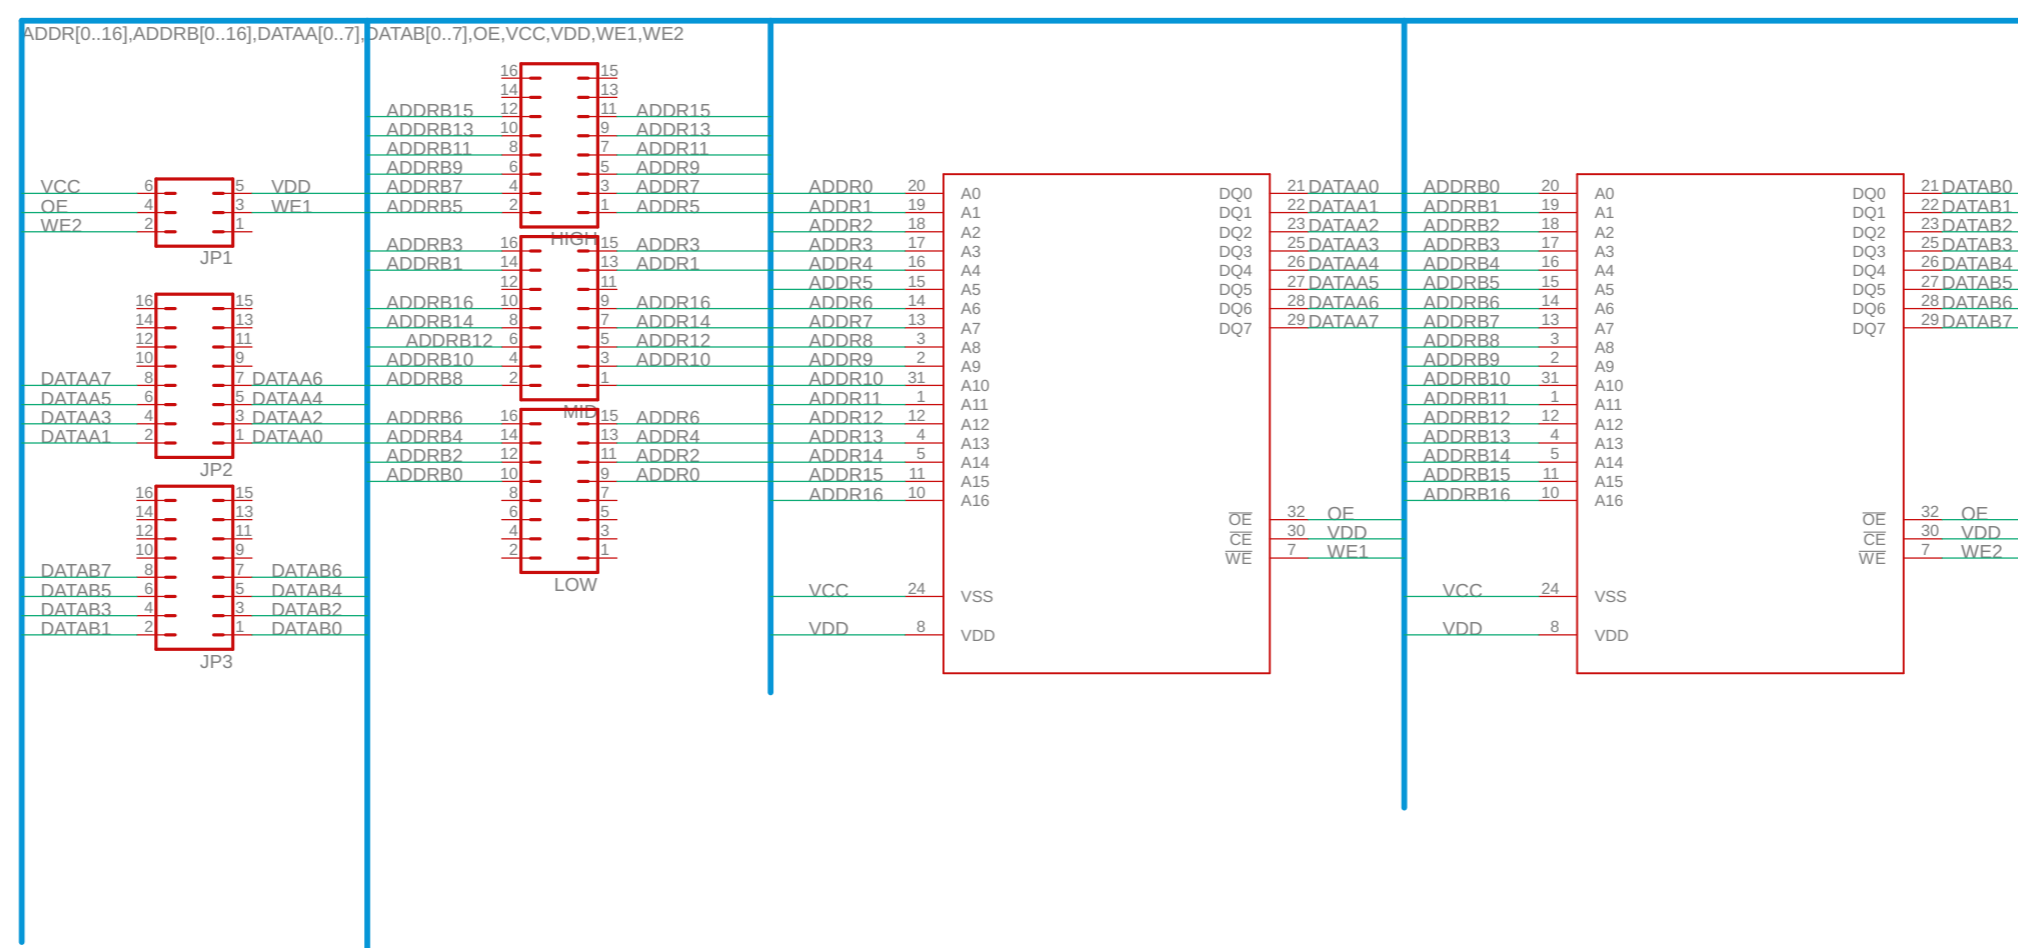 ADDR[0..16],ADDRB[0..16],DATAA[0..7],DATAB[0..7],OE,VCC,VDD,WE1,WE2
VCC 6 5 VDD
OE 4 3 WE1
WE2 2 1
JP1
16 15
14 13
12 11
10 9
DATAA7 8 7 DATAA6
DATAA5 6 5 DATAA4
DATAA3 4 3 DATAA2
DATAA1 2 1 DATAA0
JP2
16 15
14 13
12 11
10 9
DATAB7 8 7 DATAB6
DATAB5 6 5 DATAB4
DATAB3 4 3 DATAB2
DATAB1 2 1 DATAB0
JP3
16 15
14 13
ADDRB15 12 11 ADDR15
ADDRB13 10 9 ADDR13
ADDRB11 8 7 ADDR11
ADDRB9 6 5 ADDR9
ADDRB7 4 3 ADDR7
ADDRB5 2 1 ADDR5
HIGH
ADDRB3 16 15 ADDR3
ADDRB1 14 13 ADDR1
12 11
ADDRB16 10 9 ADDR16
ADDRB14 8 7 ADDR14
ADDRB12 6 5 ADDR12
ADDRB10 4 3 ADDR10
ADDRB8 2 1
MID
ADDRB6 16 15 ADDR6
ADDRB4 14 13 ADDR4
ADDRB2 12 11 ADDR2
ADDRB0 10 9 ADDR0
8 7
6 5
4 3
2 1
LOW
ADDR0 20 A0 DQ0 21 DATAA0
ADDR1 19 A1 DQ1 22 DATAA1
ADDR2 18 A2 DQ2 23 DATAA2
ADDR3 17 A3 DQ3 25 DATAA3
ADDR4 16 A4 DQ4 26 DATAA4
ADDR5 15 A5 DQ5 27 DATAA5
ADDR6 14 A6 DQ6 28 DATAA6
ADDR7 13 A7 DQ7 29 DATAA7
ADDR8 3 A8
ADDR9 2 A9
ADDR10 31 A10
ADDR11 1 A11
ADDR12 12 A12
ADDR13 4 A13
ADDR14 5 A14
ADDR15 11 A15
ADDR16 10 A16
OE 32 OE
CE 30 VDD
WE 7 WE1
VCC 24 VSS
VDD 8 VDD
ADDRB0 20 A0 DQ0 21 DATAB0
ADDRB1 19 A1 DQ1 22 DATAB1
ADDRB2 18 A2 DQ2 23 DATAB2
ADDRB3 17 A3 DQ3 25 DATAB3
ADDRB4 16 A4 DQ4 26 DATAB4
ADDRB5 15 A5 DQ5 27 DATAB5
ADDRB6 14 A6 DQ6 28 DATAB6
ADDRB7 13 A7 DQ7 29 DATAB7
ADDRB8 3 A8
ADDRB9 2 A9
ADDRB10 31 A10
ADDRB11 1 A11
ADDRB12 12 A12
ADDRB13 4 A13
ADDRB14 5 A14
ADDRB15 11 A15
ADDRB16 10 A16
OE 32 OE
CE 30 VDD
WE 7 WE2
VCC 24 VSS
VDD 8 VDD